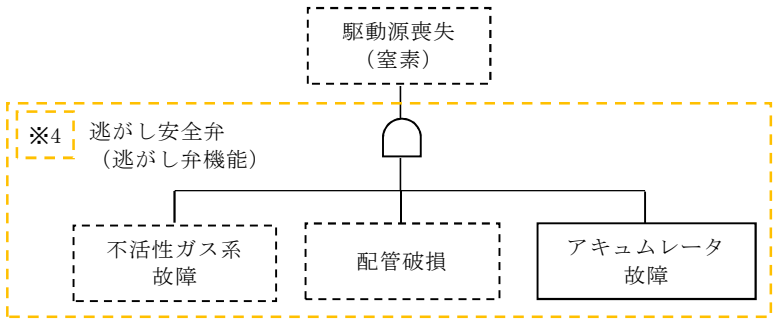 駆動源喪失
（窒素）
※4 逃がし安全弁
（逃がし弁機能）
不活性ガス系
故障
配管破損
アキュムレータ
故障